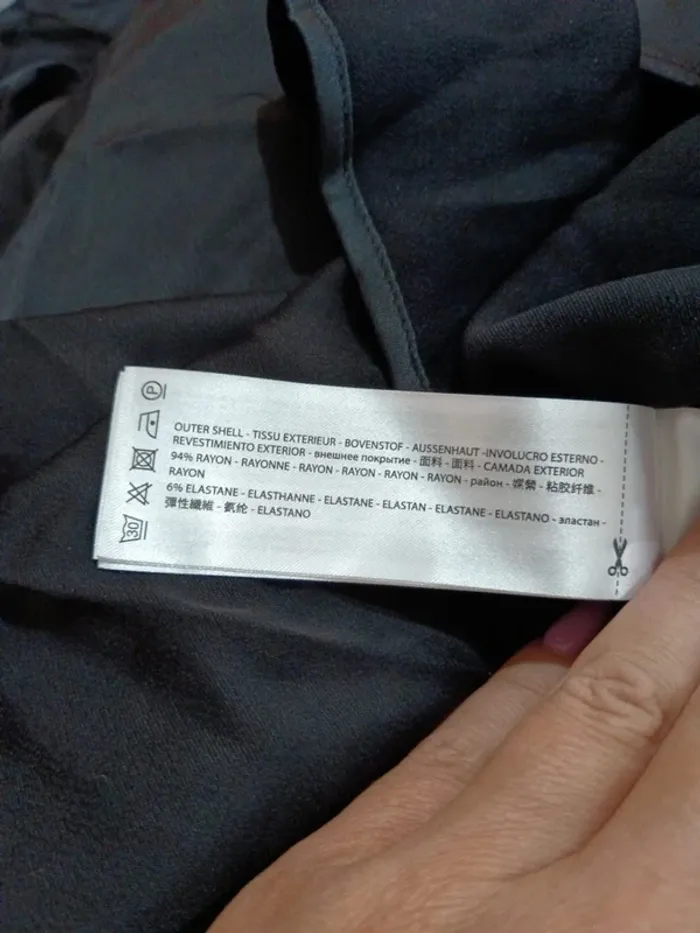 OUTER SHELL - TISSU EXTERIEUR - BOVENSTOF - AUSSENHAUT -INVOLUCRO ESTERNO -
REVESTIMIENTO EXTERIOR - внешнее покрытие - 面料 - 面料 - CAMADA EXTERIOR
94% RAYON - RAYONNE - RAYON - RAYON - RAYON - RAYON - район - 嫘縈 - 粘胶纤维 -
RAYON
6% ELASTANE - ELASTHANNE - ELASTANE - ELASTAN - ELASTANE - ELASTANO - эластан -
彈性纖維 - 氨纶 - ELASTANO
P
30